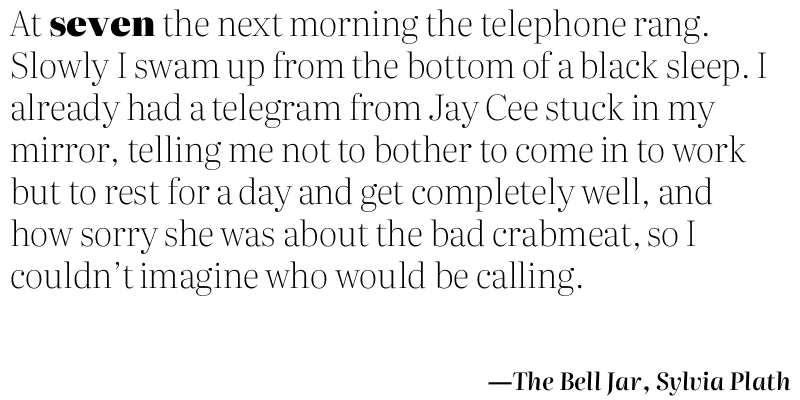 At seven the next morning the telephone rang.
Slowly I swam up from the bottom of a black sleep. I
already had a telegram from Jay Cee stuck in my
mirror, telling me not to bother to come in to work
but to rest for a day and get completely well, and
how sorry she was about the bad crabmeat, so I
couldn’t imagine who would be calling.
—The Bell Jar, Sylvia Plath